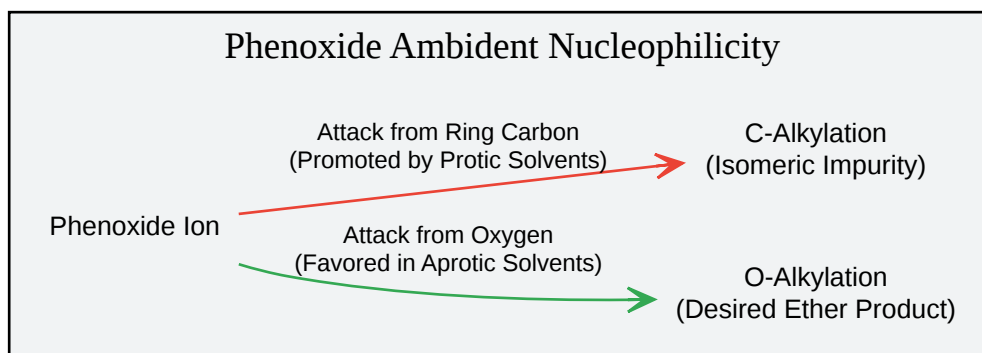 Phenoxide Ambident Nucleophilicity
Attack from Ring Carbon
(Promoted by Protic Solvents)
C-Alkylation
(Isomeric Impurity)
Phenoxide Ion
Attack from Oxygen
(Favored in Aprotic Solvents)
O-Alkylation
(Desired Ether Product)